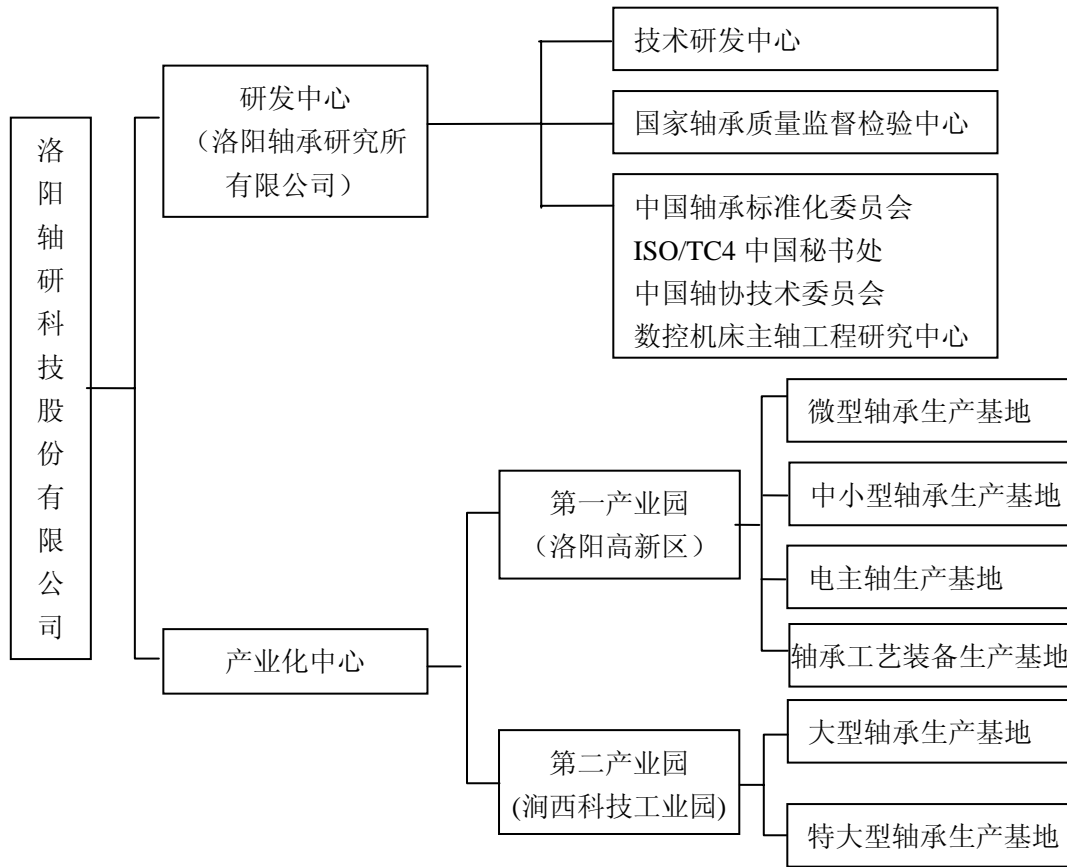 洛阳轴研科技股份有限公司
研发中心
（洛阳轴承研究所
有限公司）
技术研发中心
国家轴承质量监督检验中心
中国轴承标准化委员会
ISO/TC4 中国秘书处
中国轴协技术委员会
数控机床主轴工程研究中心
产业化中心
第一产业园
（洛阳高新区）
微型轴承生产基地
中小型轴承生产基地
电主轴生产基地
轴承工艺装备生产基地
第二产业园
(涧西科技工业园)
大型轴承生产基地
特大型轴承生产基地